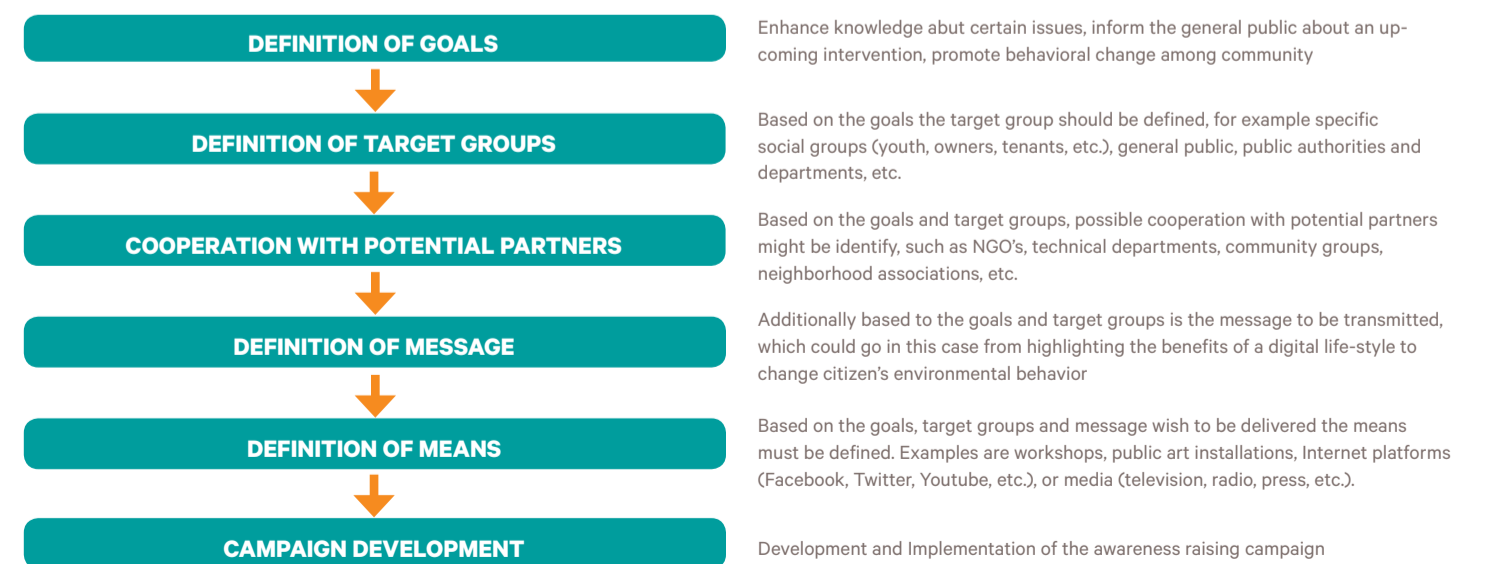 DEFINITION OF GOALS
Enhance knowledge abut certain issues, inform the general public about an up-
coming intervention, promote behavioral change among community
DEFINITION OF TARGET GROUPS
Based on the goals the target group should be defined, for example specific
social groups (youth, owners, tenants, etc.), general public, public authorities and
departments, etc.
COOPERATION WITH POTENTIAL PARTNERS
Based on the goals and target groups, possible cooperation with potential partners
might be identify, such as NGO's, technical departments, community groups,
neighborhood associations, etc.
DEFINITION OF MESSAGE
Additionally based to the goals and target groups is the message to be transmitted,
which could go in this case from highlighting the benefits of a digital life-style to
change citizen's environmental behavior
DEFINITION OF MEANS
Based on the goals, target groups and message wish to be delivered the means
must be defined. Examples are workshops, public art installations, Internet platforms
(Facebook, Twitter, Youtube, etc.), or media (television, radio, press, etc.).
CAMPAIGN DEVELOPMENT
Development and Implementation of the awareness raising campaign